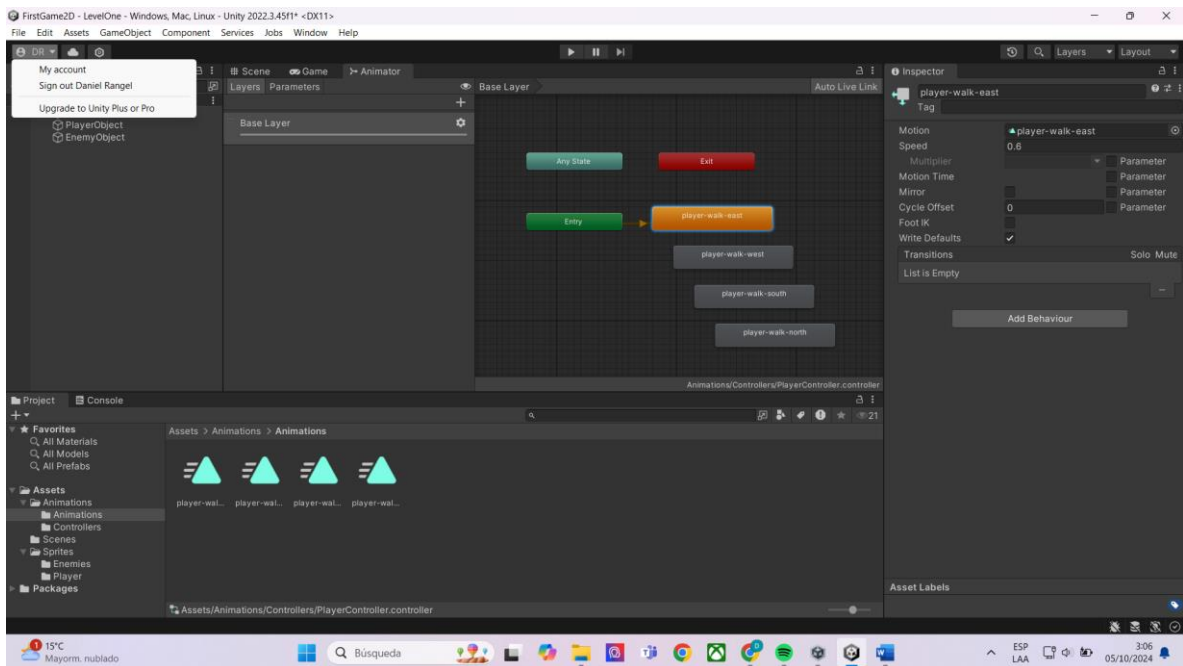 FirstGame2D - LevelOne - Windows, Mac, Linux - Unity 2022.3.45f1* <DX11>
File Edit Assets GameObject Component Services Jobs Window Help
DR
Layers Layout
My account
Sign out Daniel Rangel
Upgrade to Unity Plus or Pro
PlayerObject
EnemyObject
Scene Game Animator
Layers Parameters
Base Layer
Base Layer Auto Live Link
Any State
Exit
Entry
player-walk-east
player-walk-west
player-walk-south
player-walk-north
Animations/Controllers/PlayerController.controller
Inspector
player-walk-east
Tag
Motion player-walk-east
Speed 0.6
Multiplier Parameter
Motion Time Parameter
Mirror Parameter
Cycle Offset 0 Parameter
Foot IK
Write Defaults
Transitions Solo Mute
List is Empty
Add Behaviour
Asset Labels
Project Console
21
Favorites
All Materials
All Models
All Prefabs
Assets
Animations
Animations
Controllers
Scenes
Sprites
Enemies
Player
Packages
Assets > Animations > Animations
player-wal... player-wal... player-wal... player-wal...
Assets/Animations/Controllers/PlayerController.controller
1
15°C
Mayorm. nublado
Búsqueda
ESP
LAA
3:06
05/10/2024